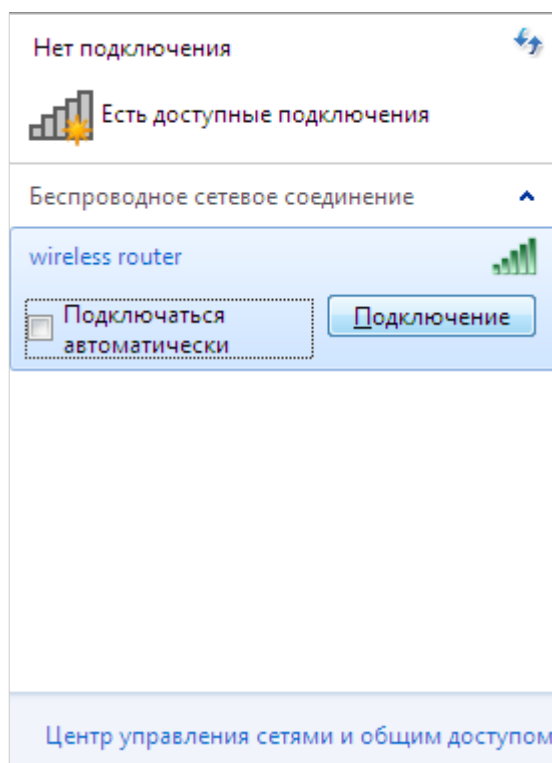 Нет подключения
Есть доступные подключения
Беспроводное сетевое соединение
wireless router
Подключаться
автоматически
Подключение
Центр управления сетями и общим доступом